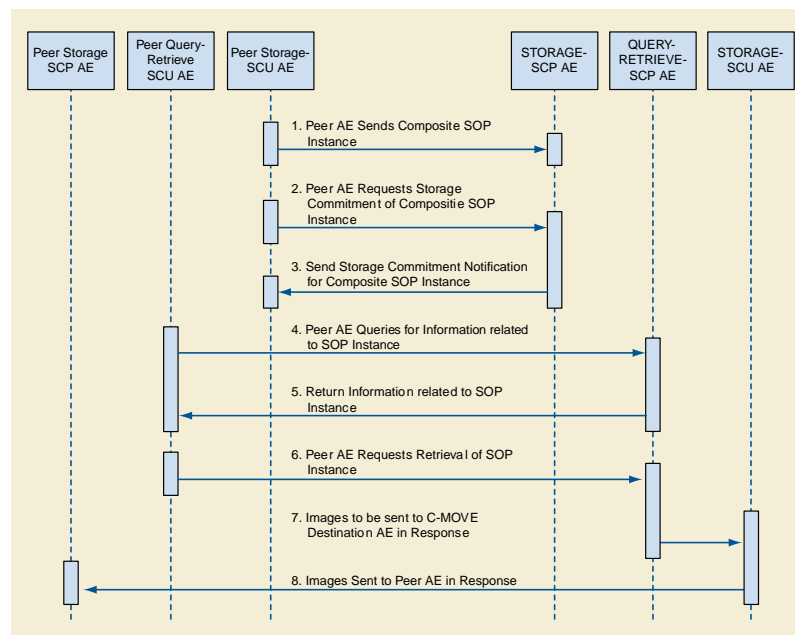 Peer Storage
SCP AE
Peer Query-
Retrieve
SCU AE
Peer Storage-
SCU AE
STORAGE-
SCP AE
QUERY-
RETRIEVE-
SCP AE
STORAGE-
SCU AE
1. Peer AE Sends Composite SOP
Instance
2. Peer AE Requests Storage
Commitment of Compositie SOP
Instance
3. Send Storage Commitment Notification
for Composite SOP Instance
4. Peer AE Queries for Information related
to SOP Instance
5. Return Information related to SOP
Instance
6. Peer AE Requests Retrieval of SOP
Instance
7. Images to be sent to C-MOVE
Destination AE in Response
8. Images Sent to Peer AE in Response